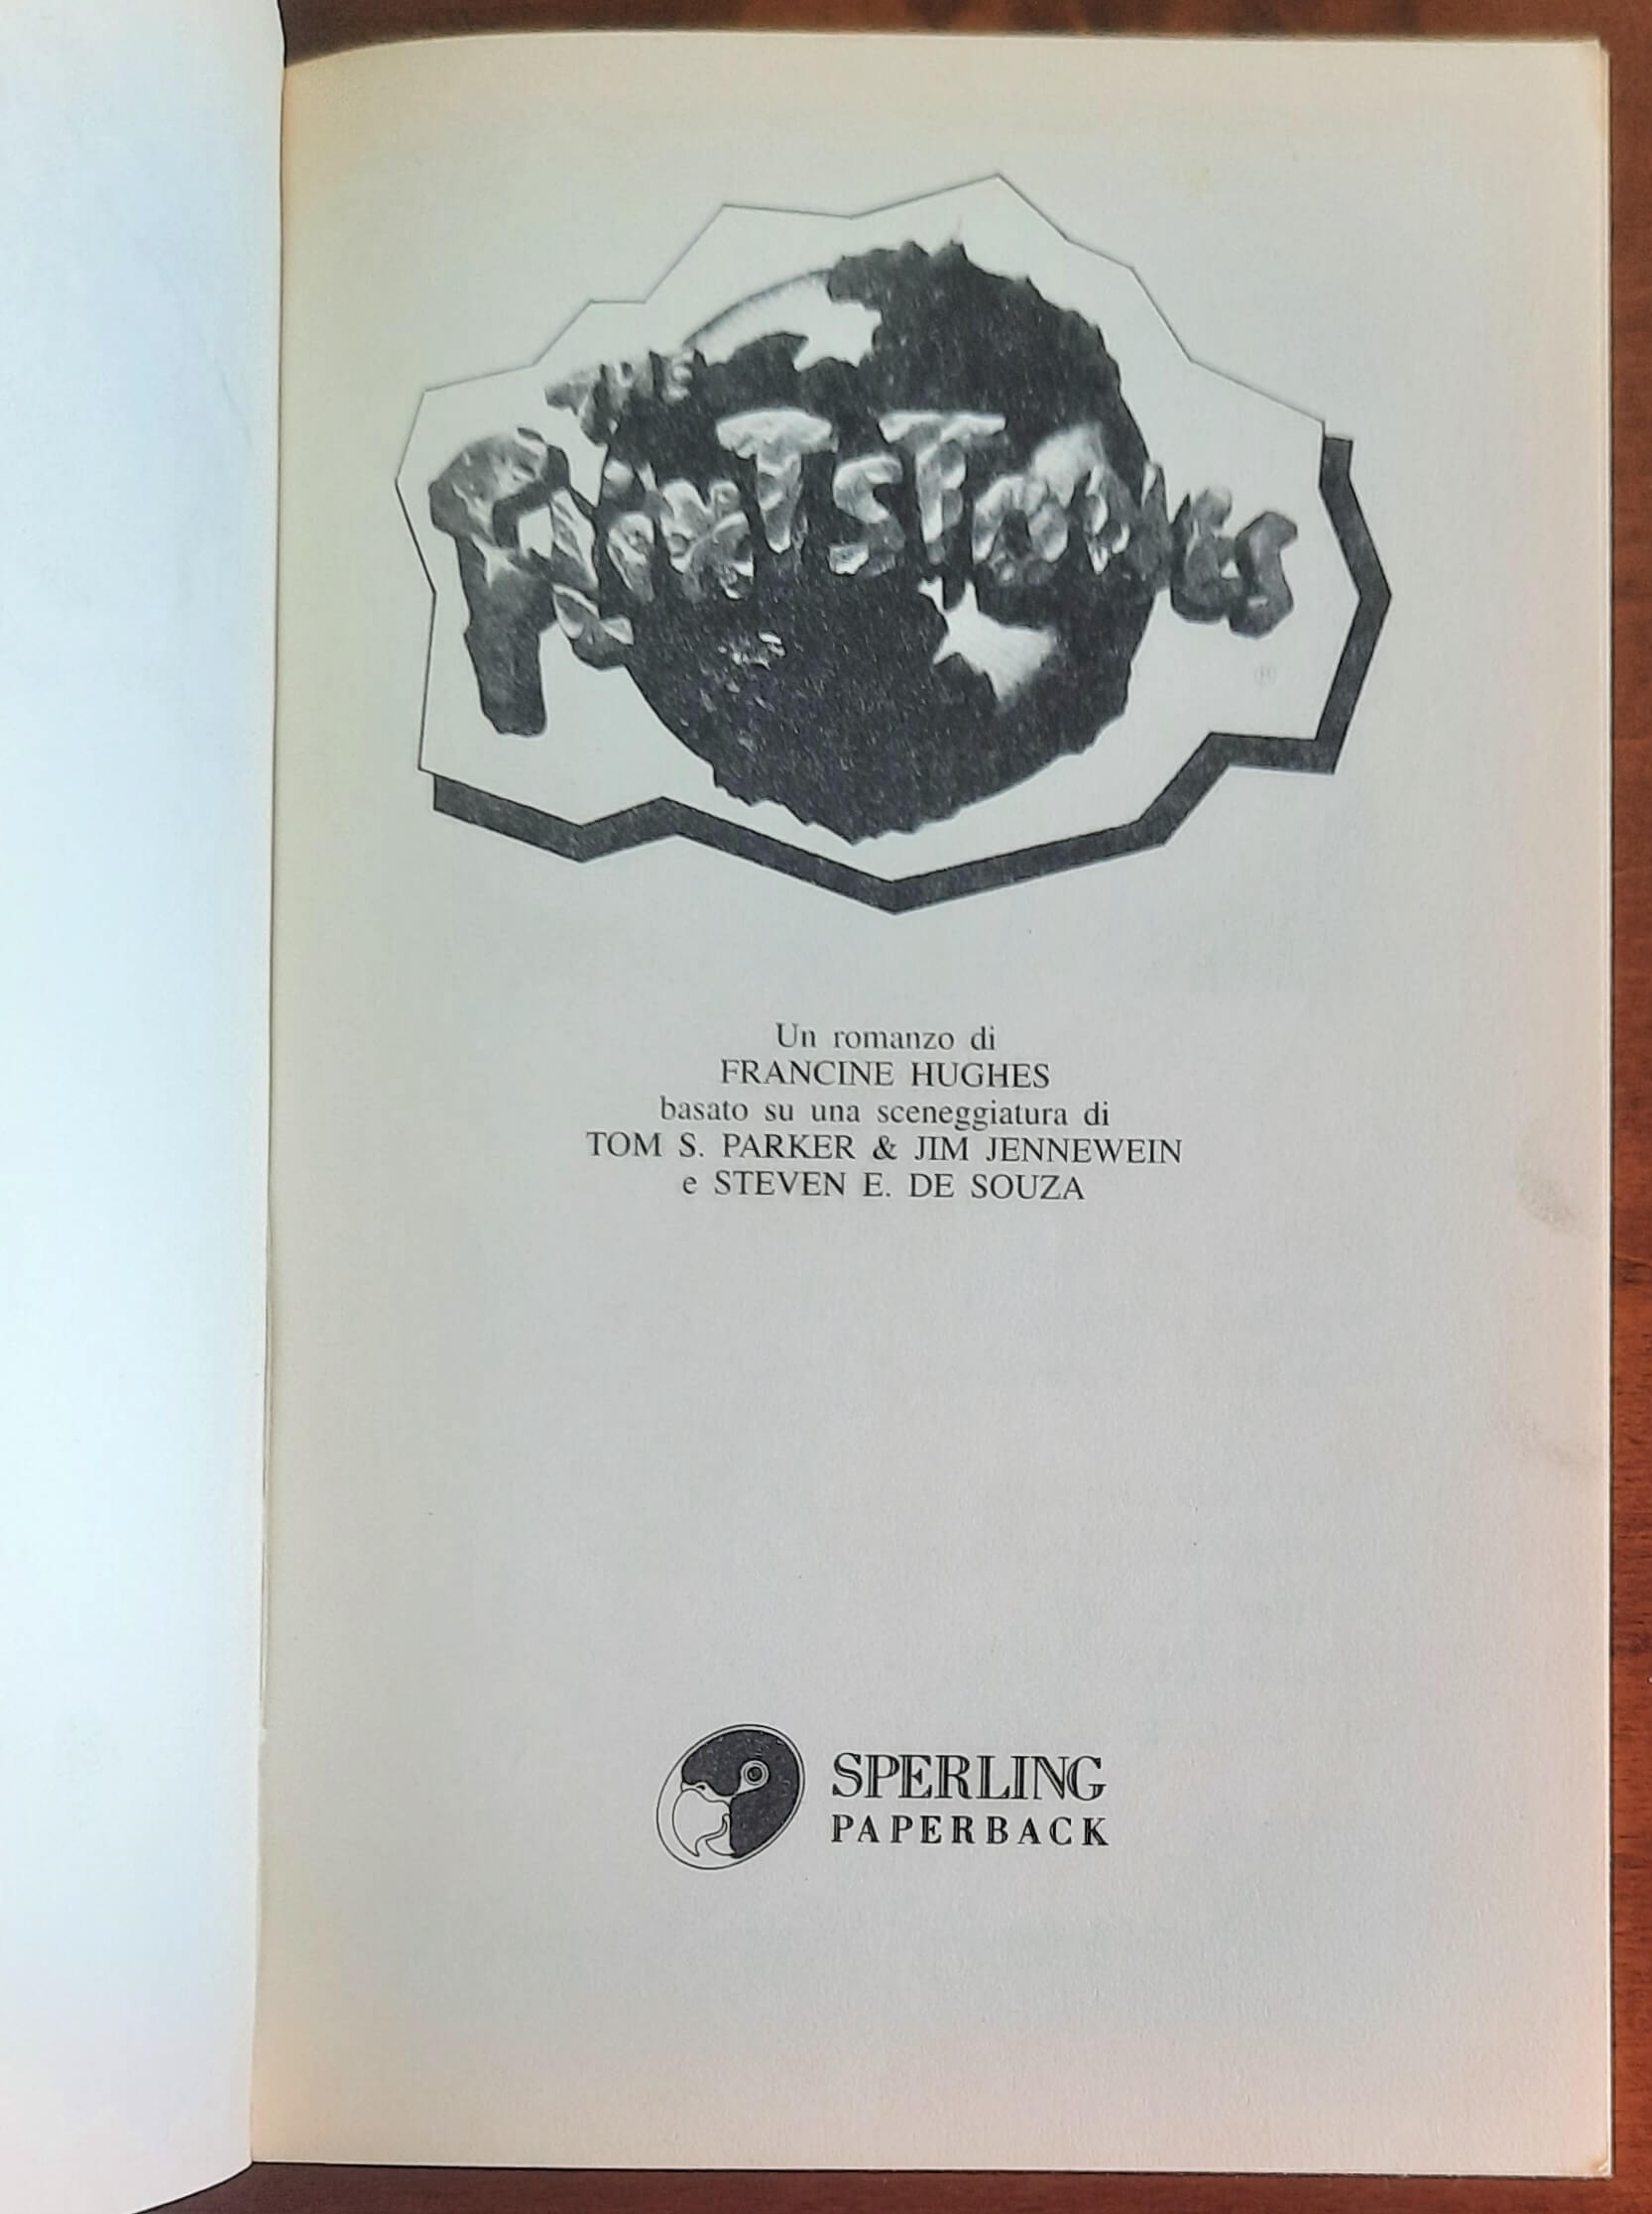 THE
FLINTSTONES
Un romanzo di
FRANCINE HUGHES
basato su una sceneggiatura di
TOM S. PARKER & JIM JENNEWEIN
e STEVEN E. DE SOUZA
SPERLING
PAPERBACK